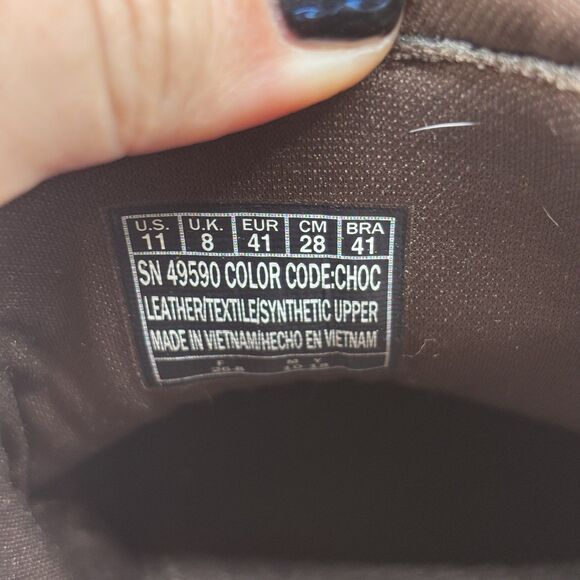 U.S. U.K. EUR CM BRA
11 8 41 28 41
SN 49590 COLOR CODE:CHOC
LEATHER/TEXTILE/SYNTHETIC UPPER
MADE IN VIETNAM/HECHO EN VIETNAM